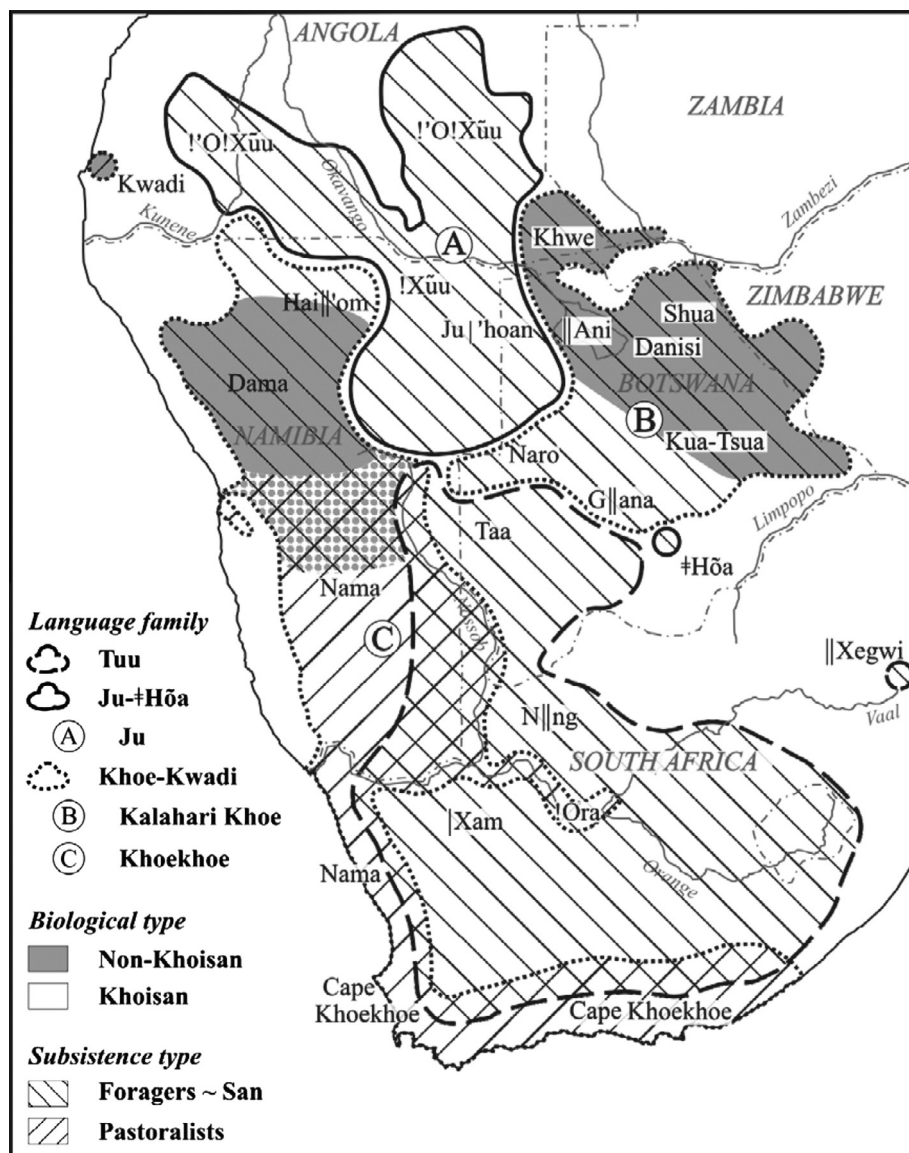 ANGOLA
ZAMBIA
!’O!Xũu
!’O!Xũu
Kwadi
Okavango
Zambezi
Kunene
A
Khwe
!Xũu
ZIMBABWE
Hai‖’om
Shua
Ju|’hoan
‖Ani
Danisi
Dama
BOTSWANA
B
NAMIBIA
Kua-Tsua
Naro
G‖ana
Limpopo
Taa
ǂHõa
Nama
Nossob
C
‖Xegwi
Vaal
N‖ng
SOUTH AFRICA
|Xam
!Ora
Orange
Nama
Cape
Khoekhoe
Cape Khoekhoe
Language family
Tuu
Ju-ǂHõa
A Ju
Khoe-Kwadi
B Kalahari Khoe
C Khoekhoe
Biological type
Non-Khoisan
Khoisan
Subsistence type
Foragers ~ San
Pastoralists